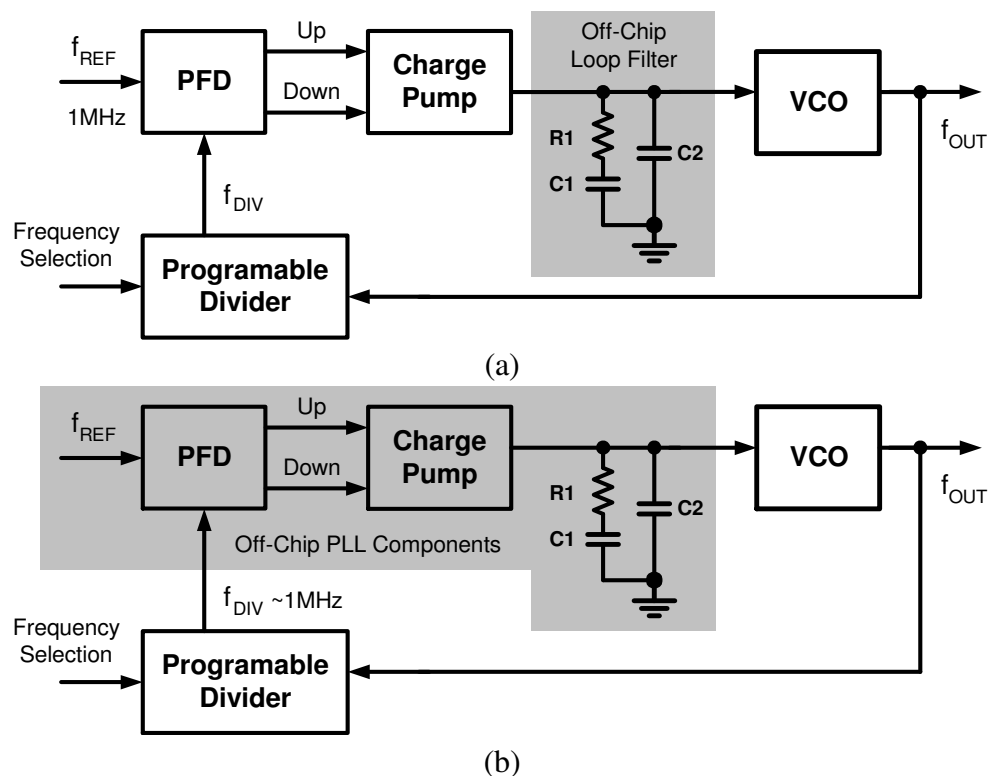 f_REF
1MHz
PFD
Up
Down
Charge
Pump
Off-Chip
Loop Filter
R1
C1
C2
VCO
f_OUT
f_DIV
Frequency
Selection
Programable
Divider
(a)
f_REF
PFD
Up
Down
Charge
Pump
R1
C1
C2
VCO
f_OUT
Off-Chip PLL Components
f_DIV ~1MHz
Frequency
Selection
Programable
Divider
(b)